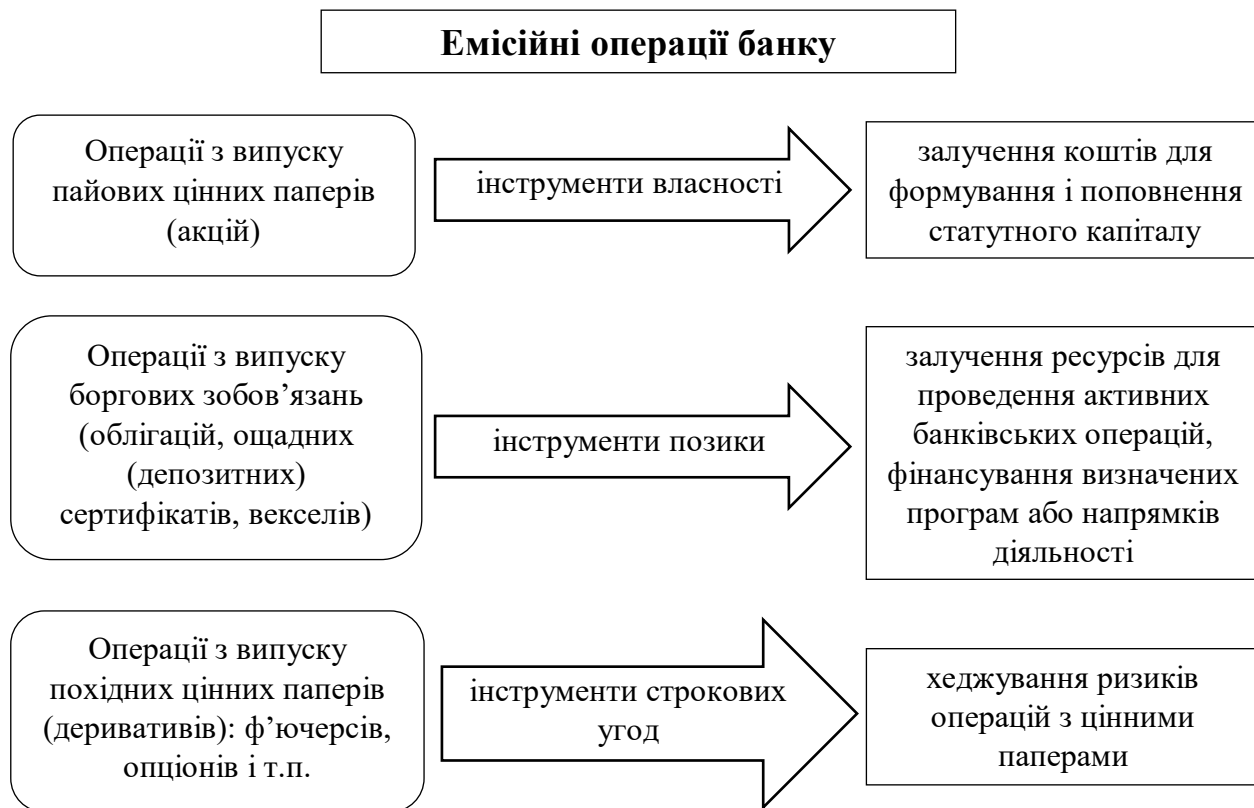 Емісійні операції банку
Операції з випуску
пайових цінних паперів
(акцій)
інструменти власності
залучення коштів для
формування і поповнення
статутного капіталу
Операції з випуску
боргових зобов’язань
(облігацій, ощадних
(депозитних)
сертифікатів, векселів)
інструменти позики
залучення ресурсів для
проведення активних
банківських операцій,
фінансування визначених
програм або напрямків
діяльності
Операції з випуску
похідних цінних паперів
(деривативів): ф’ючерсів,
опціонів і т.п.
інструменти строкових
угод
хеджування ризиків
операцій з цінними
паперами